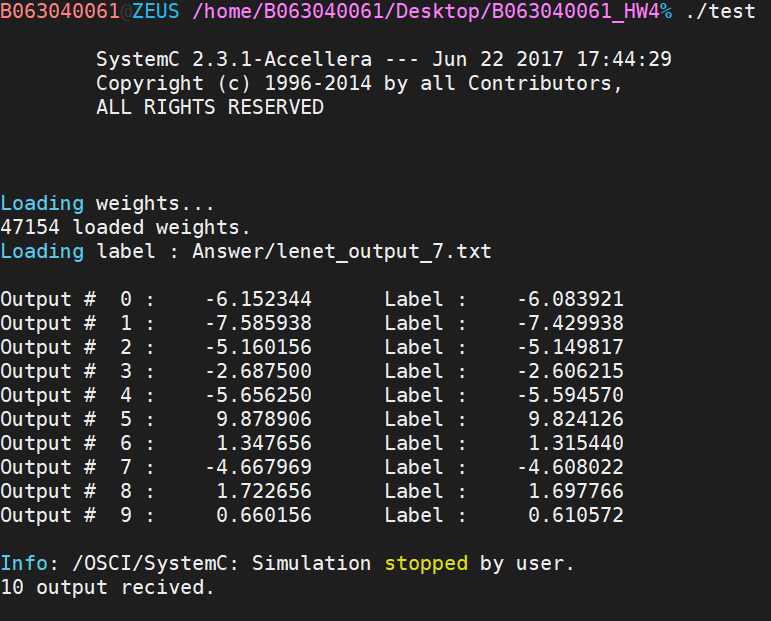 B063040061@ZEUS /home/B063040061/Desktop/B063040061_HW4% ./test
SystemC 2.3.1-Accellera --- Jun 22 2017 17:44:29
Copyright (c) 1996-2014 by all Contributors,
ALL RIGHTS RESERVED
Loading weights...
47154 loaded weights.
Loading label : Answer/lenet_output_7.txt
Output # 0 : -6.152344 Label : -6.083921
Output # 1 : -7.585938 Label : -7.429938
Output # 2 : -5.160156 Label : -5.149817
Output # 3 : -2.687500 Label : -2.606215
Output # 4 : -5.656250 Label : -5.594570
Output # 5 : 9.878906 Label : 9.824126
Output # 6 : 1.347656 Label : 1.315440
Output # 7 : -4.667969 Label : -4.608022
Output # 8 : 1.722656 Label : 1.697766
Output # 9 : 0.660156 Label : 0.610572
Info: /OSCI/SystemC: Simulation stopped by user.
10 output recived.